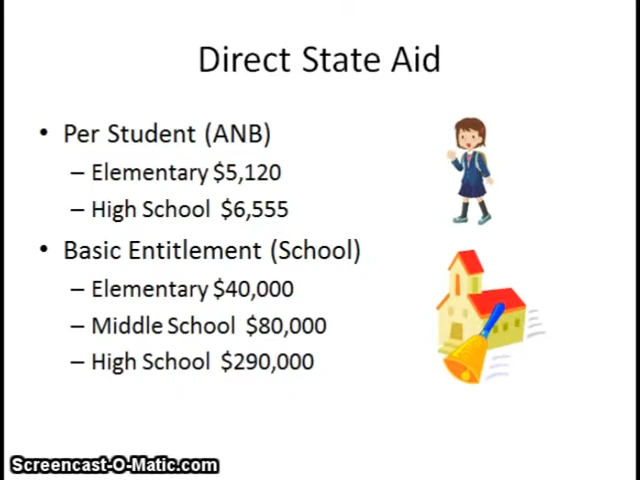 Direct State Aid
• Per Student (ANB)
– Elementary $5,120
– High School $6,555
• Basic Entitlement (School)
– Elementary $40,000
– Middle School $80,000
– High School $290,000
Screencast-O-Matic.com